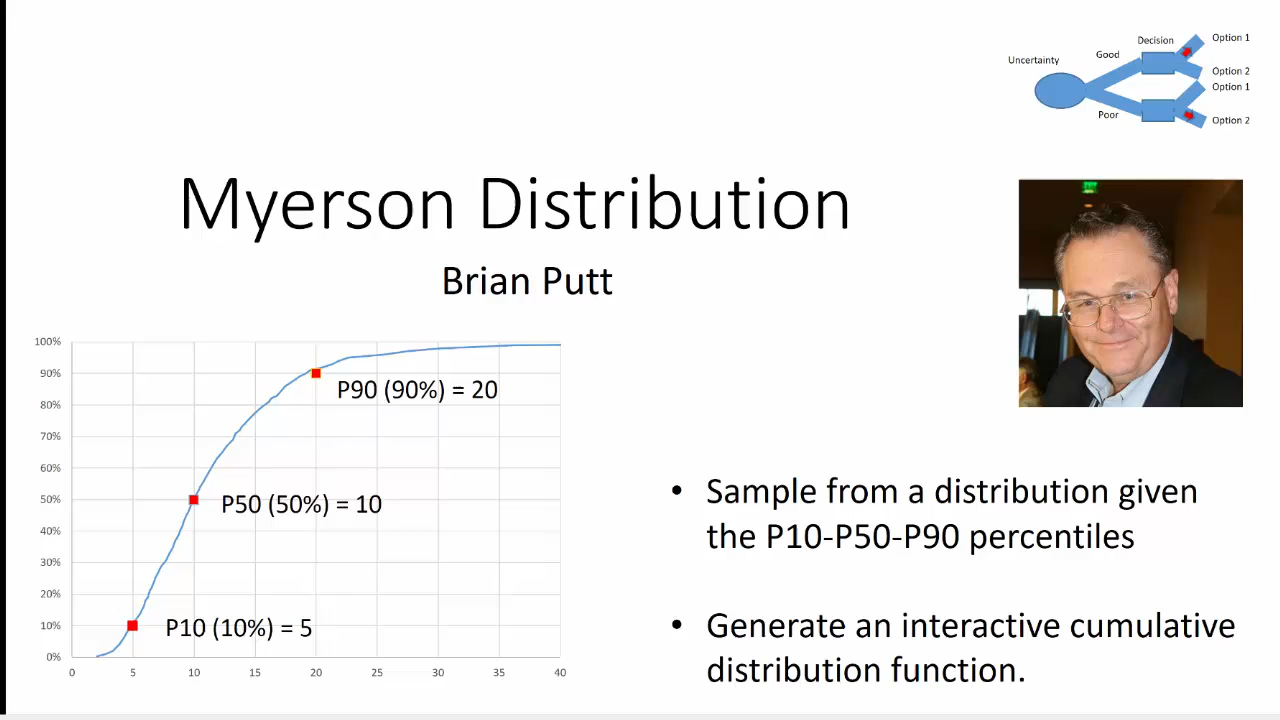 Uncertainty
Good
Poor
Decision
Option 1
Option 2
Option 1
Option 2
Myerson Distribution
Brian Putt
100%
90%
80%
70%
60%
50%
40%
30%
20%
10%
0%
0 5 10 15 20 25 30 35 40
P90 (90%) = 20
P50 (50%) = 10
P10 (10%) = 5
• Sample from a distribution given
the P10-P50-P90 percentiles
• Generate an interactive cumulative
distribution function.